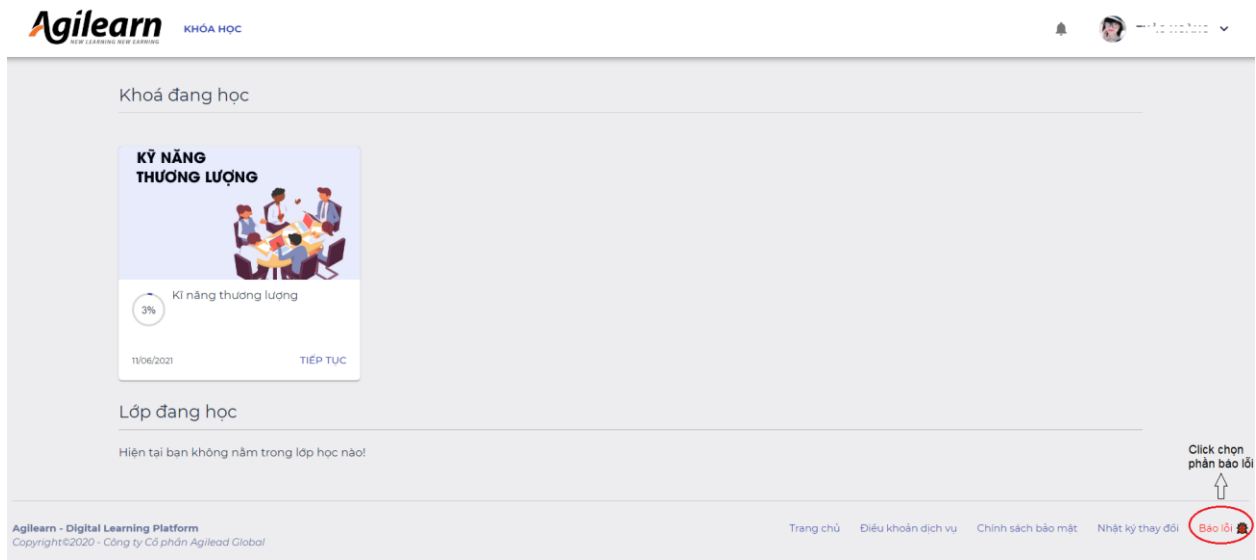 Agilearn
NEW LEARNING NEW EARNING
KHÓA HỌC
Khoá đang học
KỸ NĂNG
THƯƠNG LƯỢNG
Kĩ năng thương lượng
3%
11/06/2021
TIẾP TỤC
Lớp đang học
Hiện tại bạn không nằm trong lớp học nào!
Click chọn
phần báo lỗi
Agilearn - Digital Learning Platform
Copyright©2020 - Công ty Cổ phần Agilead Global
Trang chủ
Điều khoản dịch vụ
Chính sách bảo mật
Nhật ký thay đổi
Báo lỗi